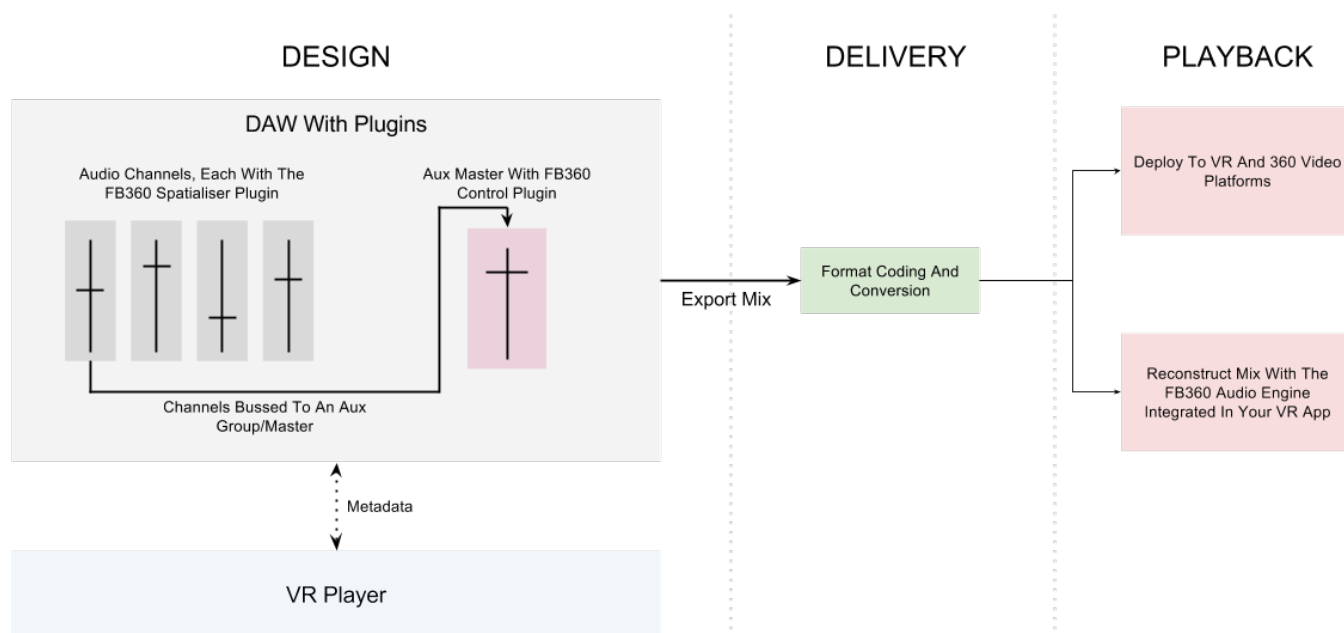 DESIGN
DELIVERY
PLAYBACK
DAW With Plugins
Audio Channels, Each With The
FB360 Spatialiser Plugin
Aux Master With FB360
Control Plugin
Channels Bussed To An Aux
Group/Master
Export Mix
Format Coding And
Conversion
Deploy To VR And 360 Video
Platforms
Reconstruct Mix With The
FB360 Audio Engine
Integrated In Your VR App
Metadata
VR Player